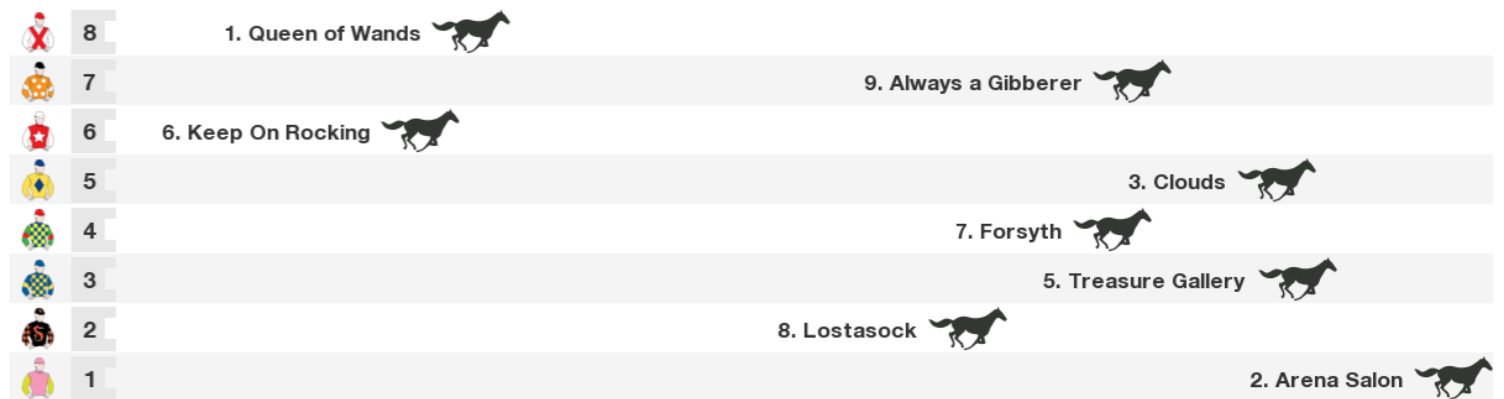 8 1. Queen of Wands
7 9. Always a Gibberer
6 6. Keep On Rocking
5 3. Clouds
4 7. Forsyth
3 5. Treasure Gallery
2 8. Lostasock
1 2. Arena Salon